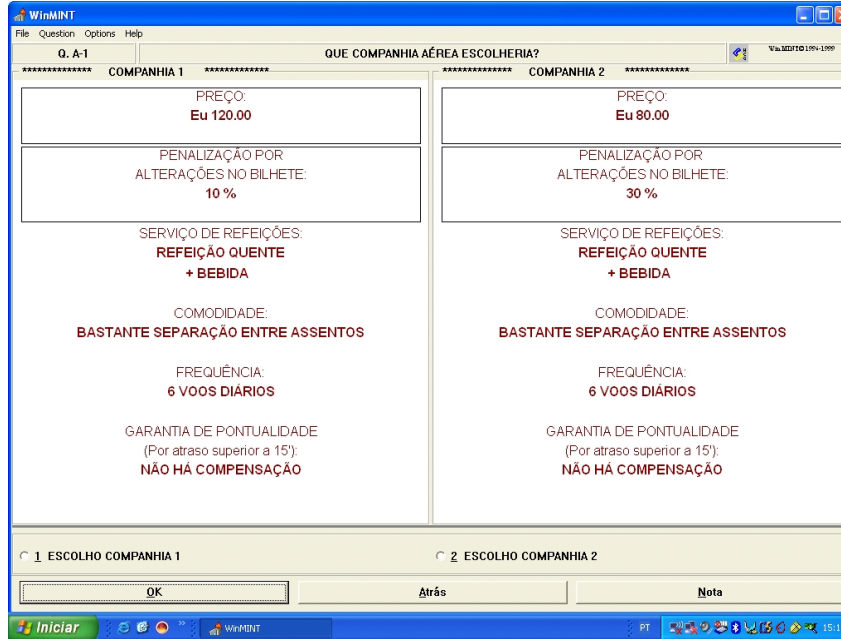 WinMINT
File Question Options Help
Q. A-1
QUE COMPANHIA AÉREA ESCOLHERIA?
WinMINT © 1994-1999
************** COMPANHIA 1 *************
PREÇO:
Eu 120.00
PENALIZAÇÃO POR
ALTERAÇÕES NO BILHETE:
10 %
SERVIÇO DE REFEIÇÕES:
REFEIÇÃO QUENTE
+ BEBIDA
COMODIDADE:
BASTANTE SEPARAÇÃO ENTRE ASSENTOS
FREQUÊNCIA:
6 VOOS DIÁRIOS
GARANTIA DE PONTUALIDADE
(Por atraso superior a 15'):
NÃO HÁ COMPENSAÇÃO
************** COMPANHIA 2 *************
PREÇO:
Eu 80.00
PENALIZAÇÃO POR
ALTERAÇÕES NO BILHETE:
30 %
SERVIÇO DE REFEIÇÕES:
REFEIÇÃO QUENTE
+ BEBIDA
COMODIDADE:
BASTANTE SEPARAÇÃO ENTRE ASSENTOS
FREQUÊNCIA:
6 VOOS DIÁRIOS
GARANTIA DE PONTUALIDADE
(Por atraso superior a 15'):
NÃO HÁ COMPENSAÇÃO
1 ESCOLHO COMPANHIA 1
2 ESCOLHO COMPANHIA 2
OK
Atrás
Nota
Iniciar
WinMINT
PT